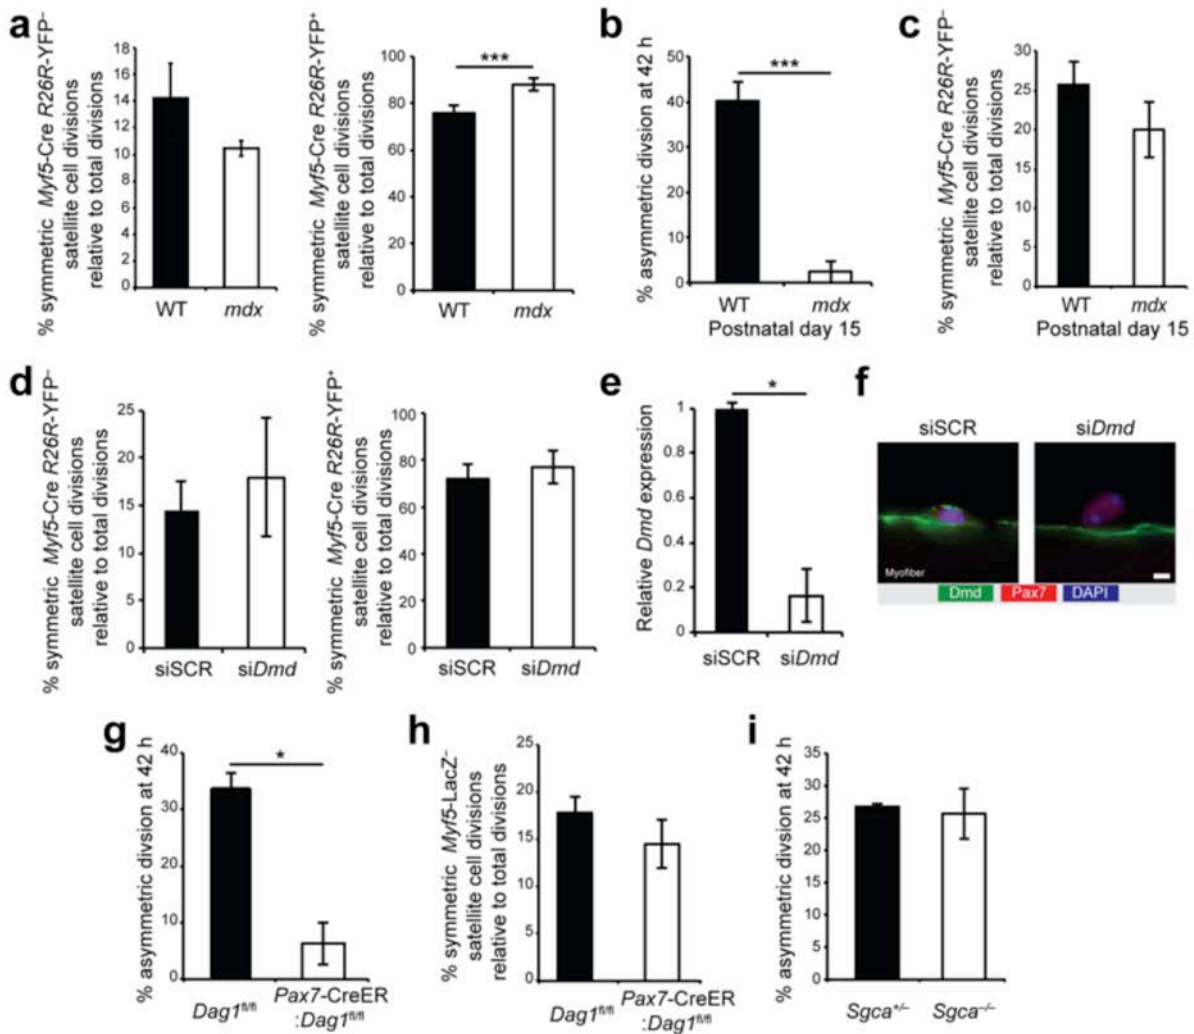 a
% symmetric Myf5-Cre R26R-YFP⁻
satellite cell divisions
relative to total divisions
18
16
14
12
10
8
6
4
2
0
WT
mdx
% symmetric Myf5-Cre R26R-YFP⁺
satellite cell divisions
relative to total divisions
100
80
60
40
20
0
***
WT
mdx
b
% asymmetric divsion at 42 h
50
40
30
20
10
0
***
WT
mdx
Postnatal day 15
c
% symmetric Myf5-Cre R26R-YFP⁻
satellite cell divisions
relative to total divisions
30
25
20
15
10
5
0
WT
mdx
Postnatal day 15
d
% symmetric Myf5-Cre R26R-YFP⁻
satellite cell divisions
relative to total divisions
25
20
15
10
5
0
siSCR
siDmd
% symmetric Myf5-Cre R26R-YFP⁺
satellite cell divisions
relative to total divisions
100
80
60
40
20
0
siSCR
siDmd
e
Relative Dmd expression
1
0.8
0.6
0.4
0.2
0
*
siSCR
siDmd
f
siSCR
siDmd
Myofiber
Dmd
Pax7
DAPI
g
% asymmetric divsion at 42 h
40
30
20
10
0
*
Dag1fl/fl
Pax7-CreER
:Dag1fl/fl
h
% symmetric Myf5-LacZ⁻
satellite cell divisions
relative to total divisions
25
20
15
10
5
0
Dag1fl/fl
Pax7-CreER
:Dag1fl/fl
i
% asymmetric division at 42 h
35
30
25
20
15
10
5
0
Sgca+/−
Sgca−/−